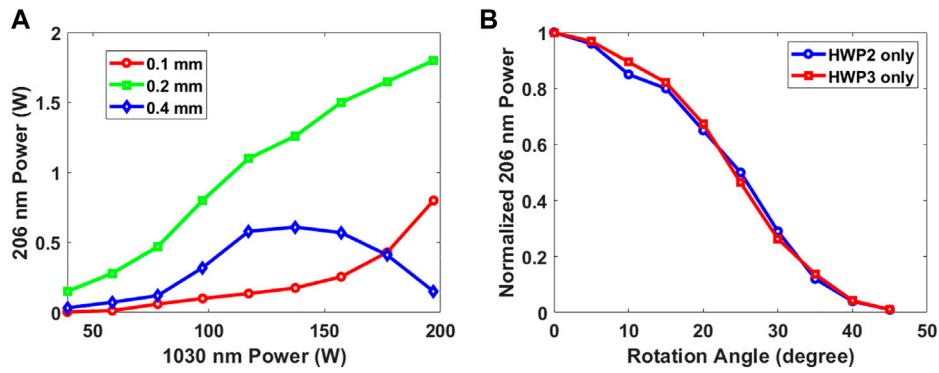 A
206 nm Power (W)
2
1.5
1
0.5
0
50
100
150
200
1030 nm Power (W)
0.1 mm
0.2 mm
0.4 mm
B
Normalized 206 nm Power
1
0.8
0.6
0.4
0.2
0
0
10
20
30
40
50
Rotation Angle (degree)
HWP2 only
HWP3 only